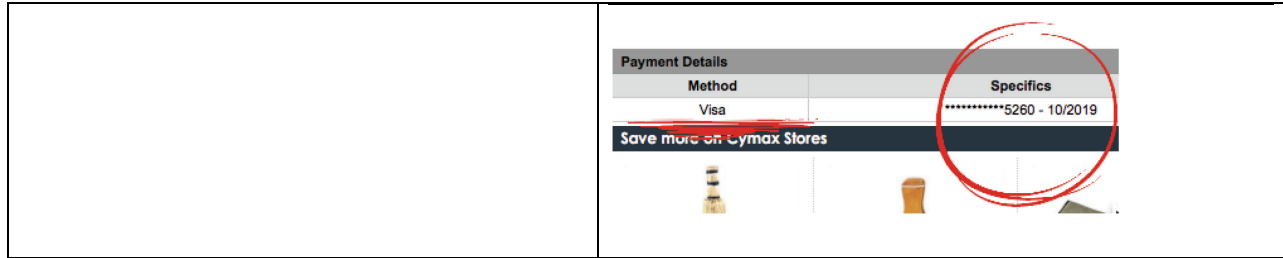 Payment Details
Method Specifics
Visa ***********5260 - 10/2019
Save more on Cymax Stores